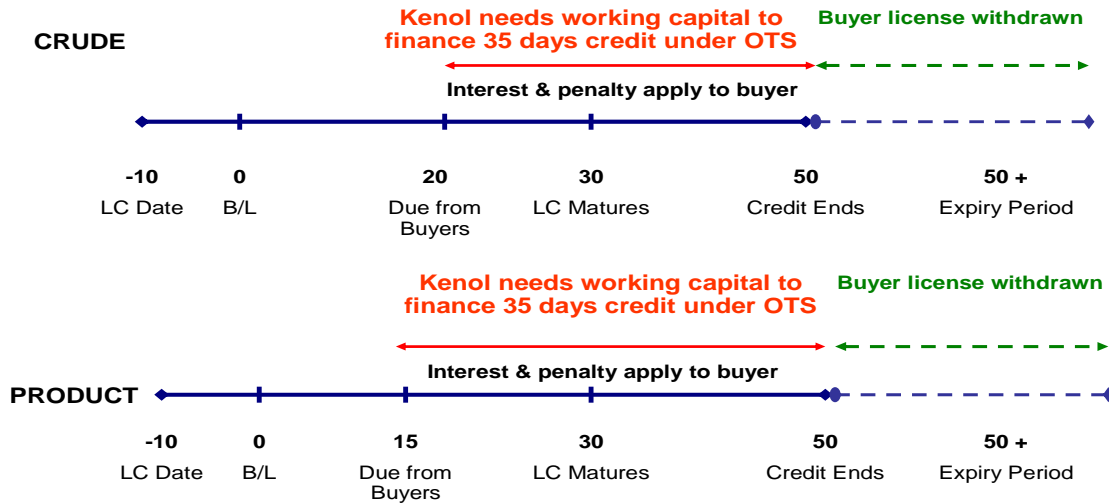 Kenol needs working capital to
finance 35 days credit under OTS
Buyer license withdrawn
CRUDE
Interest & penalty apply to buyer
-10 0 20 30 50 50 +
LC Date B/L Due from LC Matures Credit Ends Expiry Period
Buyers
Kenol needs working capital to
finance 35 days credit under OTS
Buyer license withdrawn
Interest & penalty apply to buyer
PRODUCT
-10 0 15 30 50 50 +
LC Date B/L Due from LC Matures Credit Ends Expiry Period
Buyers